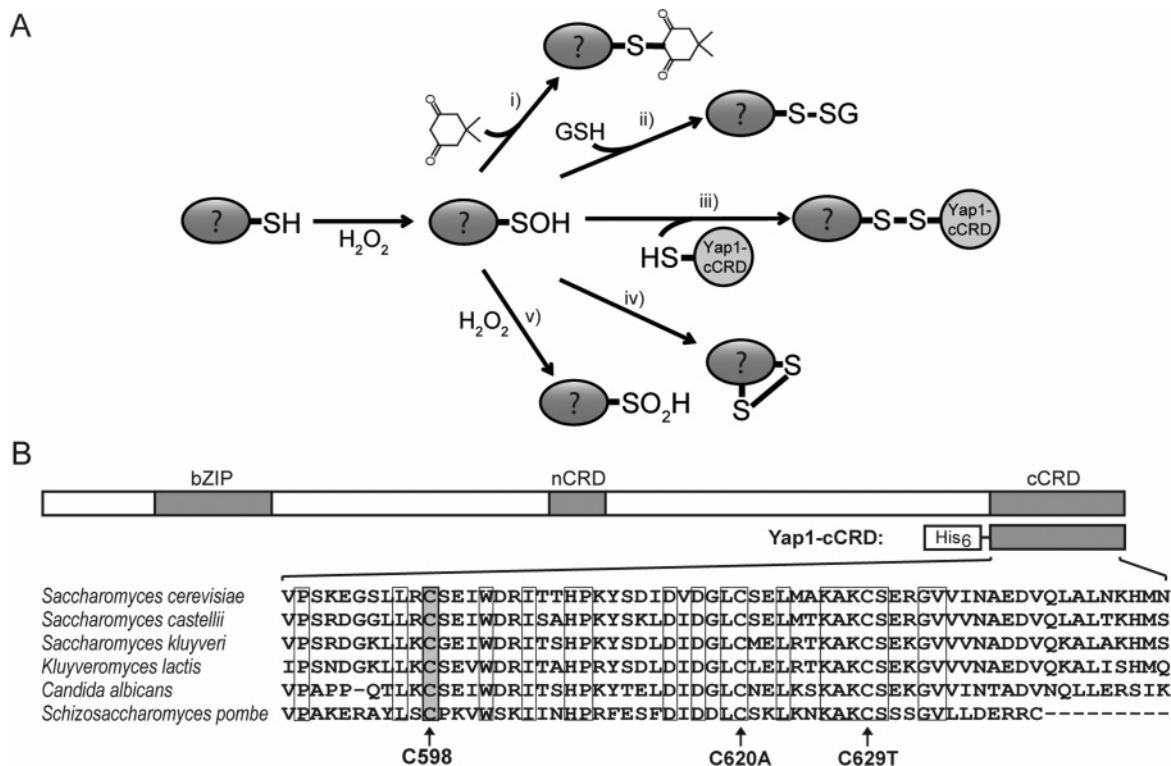 A
? S O O
i)
GSH ii) ? S-SG
? SH H2O2 ? SOH iii) ? S S Yap1-cCRD
HS Yap1-cCRD
H2O2 v) iv)
? S S
? SO2H
B
bZIP nCRD cCRD
Yap1-cCRD: His6
Saccharomyces cerevisiae VPSKEGSLLRCSEIWDRITTHPKYSDIDVDGLCSELMAKAKCSERGVVINAEDVQLALNKHMN
Saccharomyces castellii VPSRDGGLLRCSEIWDRISAHPKYSKLDIDGLCSELMTKAKCSERGVVINAEDVQLALTKHMS
Saccharomyces kluyveri VPSRDGKLLKCGEIWDRITAHPKYSDLDIDGLCMELRTKAKCSERGVVVNAEDVQKALAKHMS
Kluyveromyces lactis IPSNDGKLLKCSEVWDRITAHPRYSDLDIDGLCLELRTKAKCSEKGVVVNAEDVQKALISHMQ
Candida albicans VPAPP-QTLKCSEIWDRITSHPKYTELDIDGLCNELKSKAKCSEKGVVINTADVNQLLERSIK
Schizosaccharomyces pombe VPAKERAYLSCPKVWSKIINHPRFESFDIDDLCSKLKNKAKCSSSGVLLDERRC---------
C598 C620A C629T